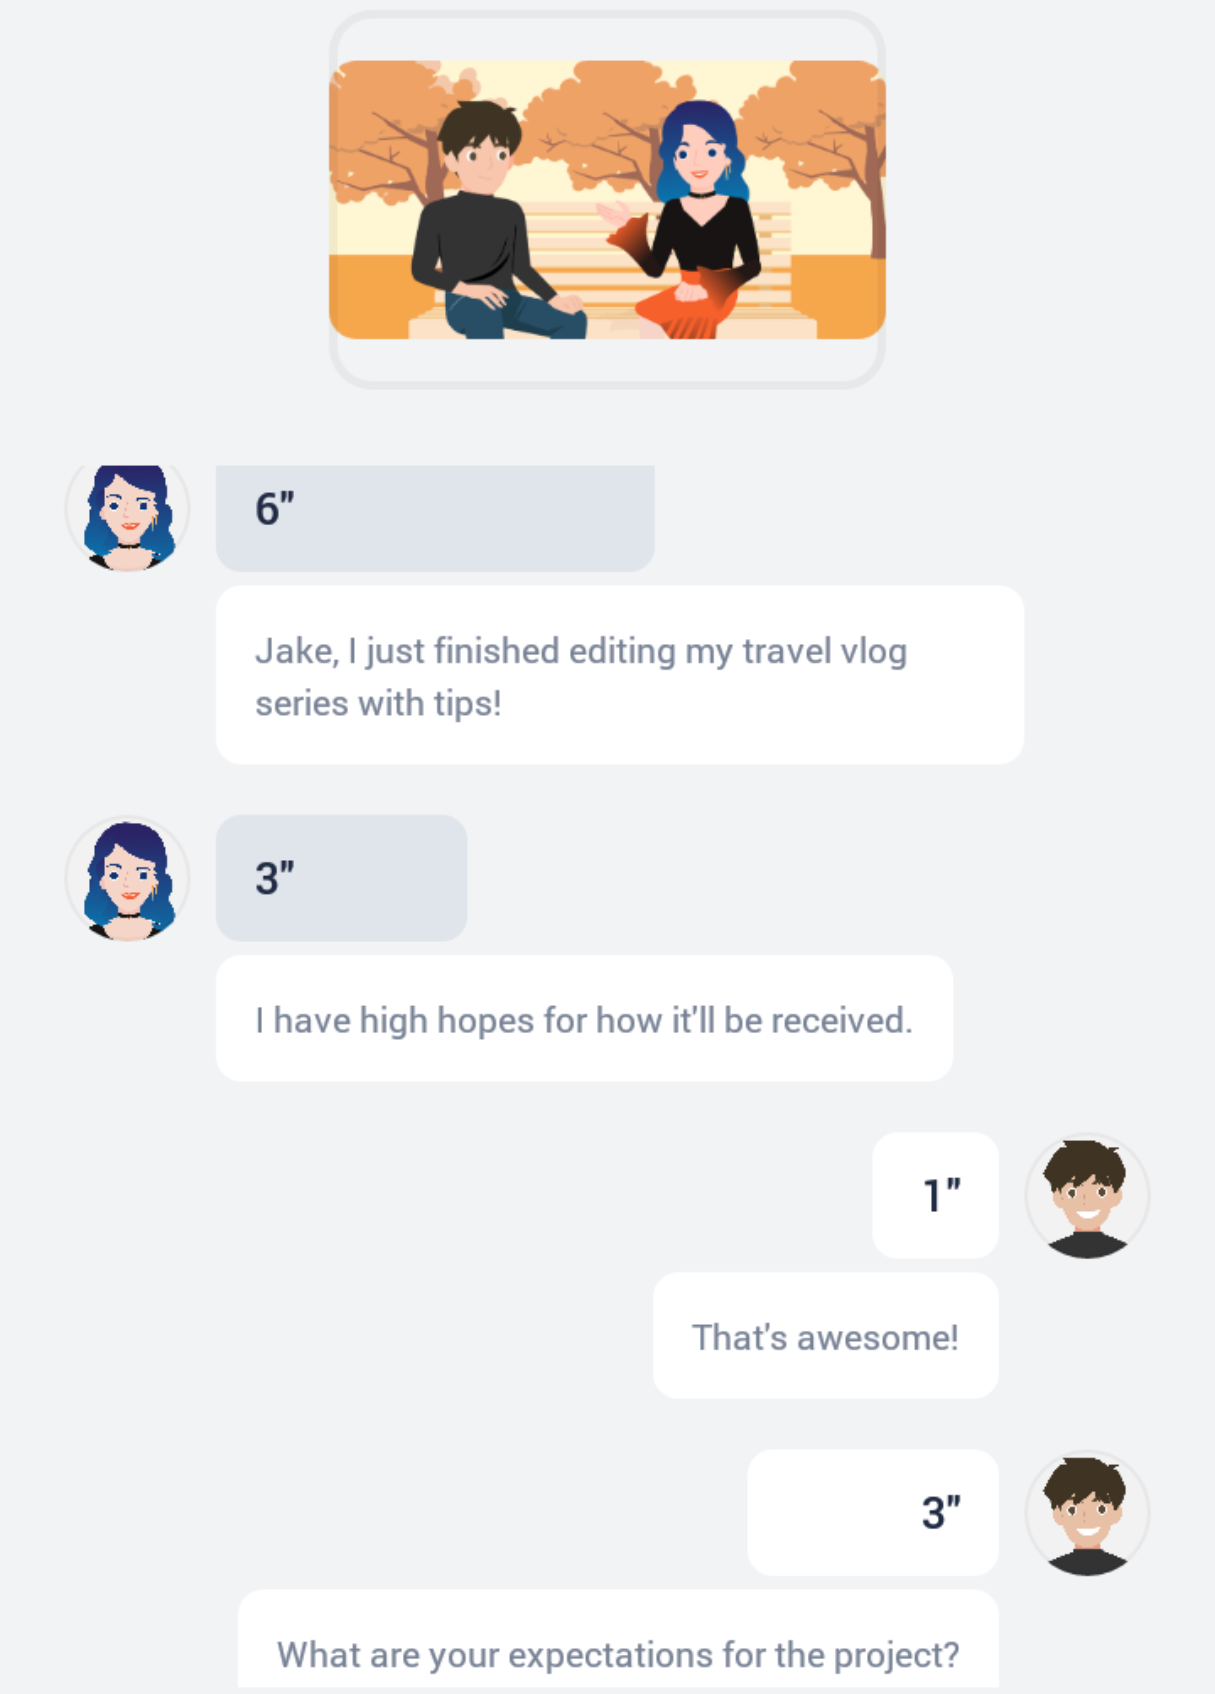 6"
Jake, I just finished editing my travel vlog
series with tips!
3"
I have high hopes for how it'll be received.
1"
That's awesome!
3"
What are your expectations for the project?